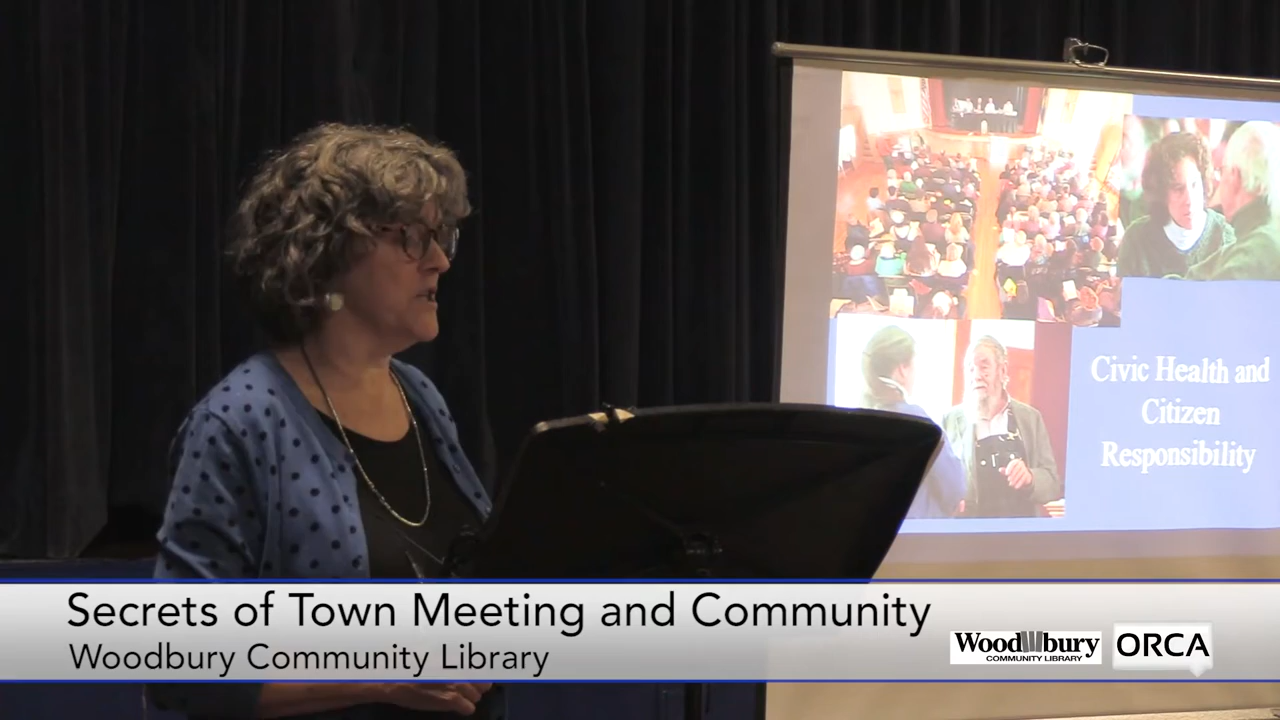 Civic Health and
Citizen
Responsibility
Secrets of Town Meeting and Community
Woodbury Community Library
Woodbury
COMMUNITY LIBRARY
ORCA